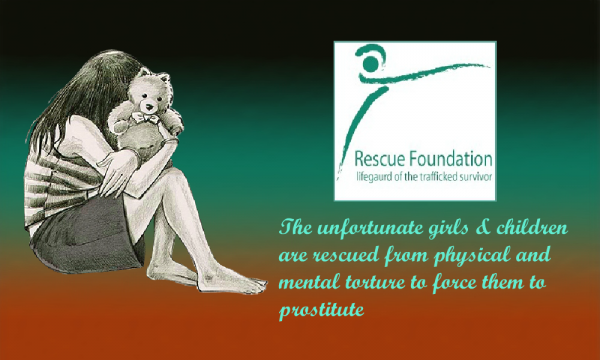 Rescue Foundation
lifegaurd of the trafficked survivor
The unfortunate girls & children
are rescued from physical and
mental torture to force them to
prostitute